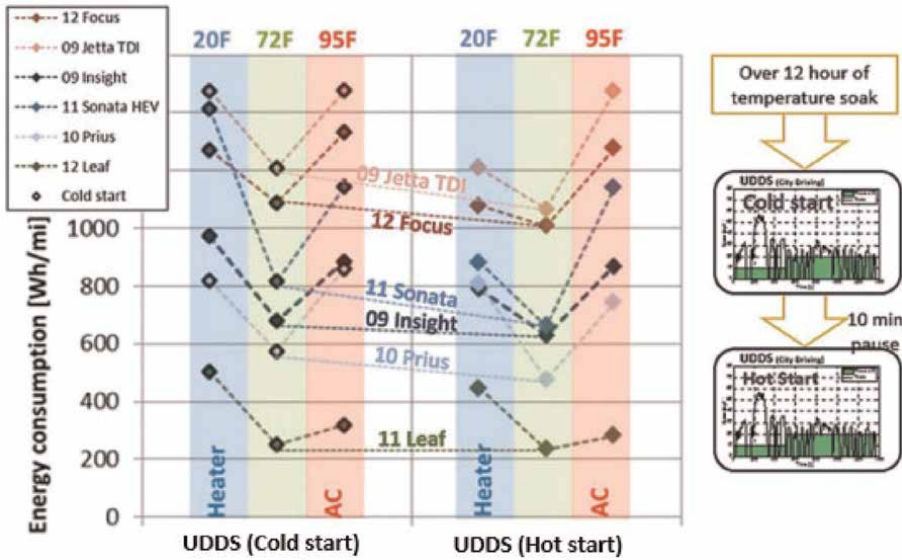 12 Focus
09 Jetta TDI
09 Insight
11 Sonata HEV
10 Prius
12 Leaf
Cold start
20F 72F 95F 20F 72F 95F
Energy consumption [Wh/mi]
1000
800
600
400
200
0
09 Jetta TDI
12 Focus
11 Sonata
09 Insight
10 Prius
11 Leaf
Heater
AC
Heater
AC
UDDS (Cold start) UDDS (Hot start)
Over 12 hour of
temperature soak
UDDS (City Driving)
Cold start
10 min
pause
UDDS (City Driving)
Hot Start